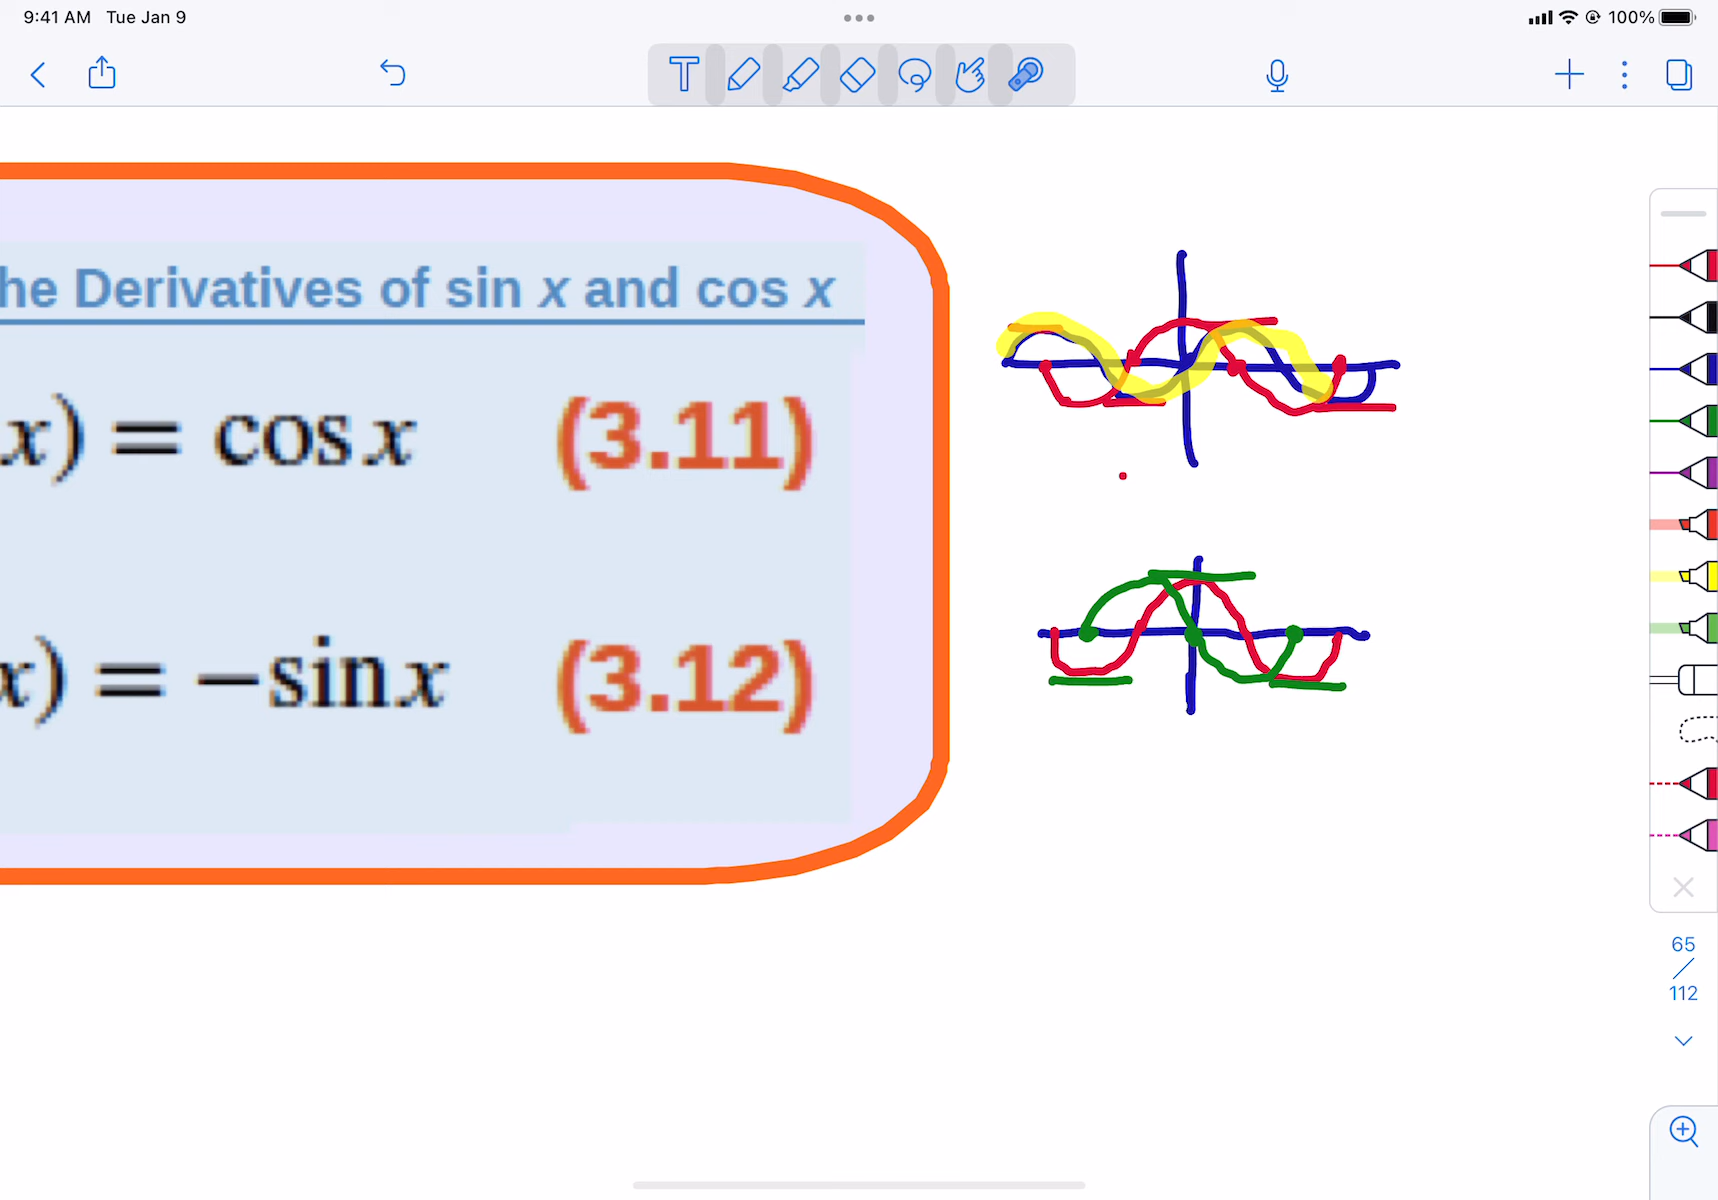 9:41 AM Tue Jan 9
100%
he Derivatives of sin x and cos x
x) = cos x (3.11)
x) = −sin x (3.12)
65
/
112